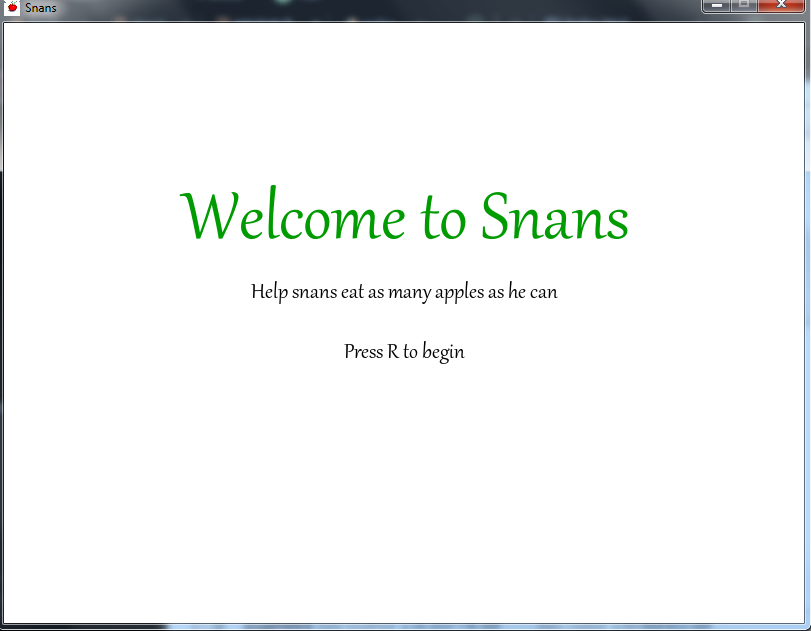 Snans
Welcome to Snans
Help snans eat as many apples as he can
Press R to begin